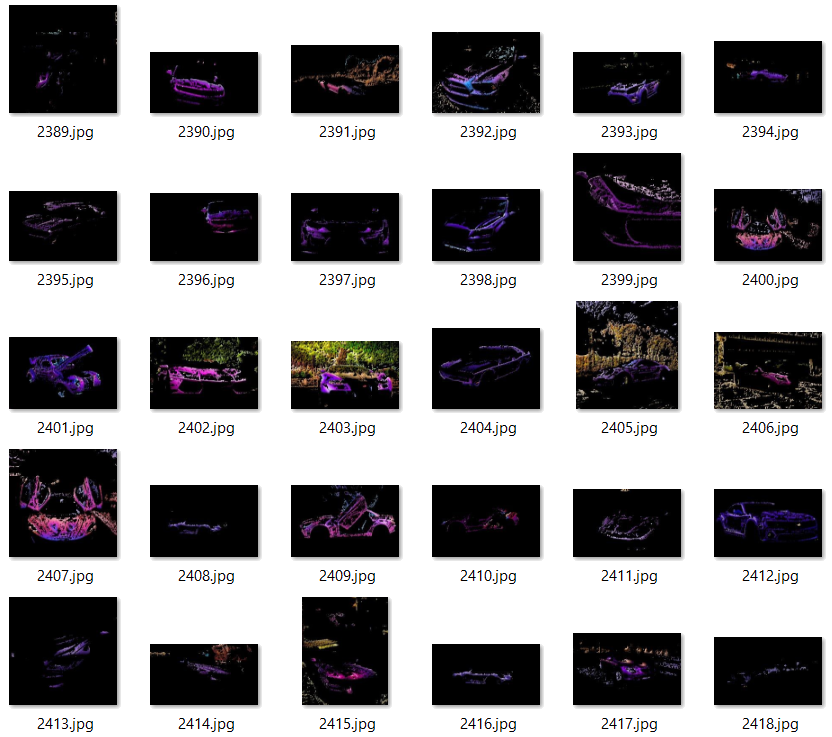 2389.jpg 2390.jpg 2391.jpg 2392.jpg 2393.jpg 2394.jpg
2395.jpg 2396.jpg 2397.jpg 2398.jpg 2399.jpg 2400.jpg
2401.jpg 2402.jpg 2403.jpg 2404.jpg 2405.jpg 2406.jpg
2407.jpg 2408.jpg 2409.jpg 2410.jpg 2411.jpg 2412.jpg
2413.jpg 2414.jpg 2415.jpg 2416.jpg 2417.jpg 2418.jpg